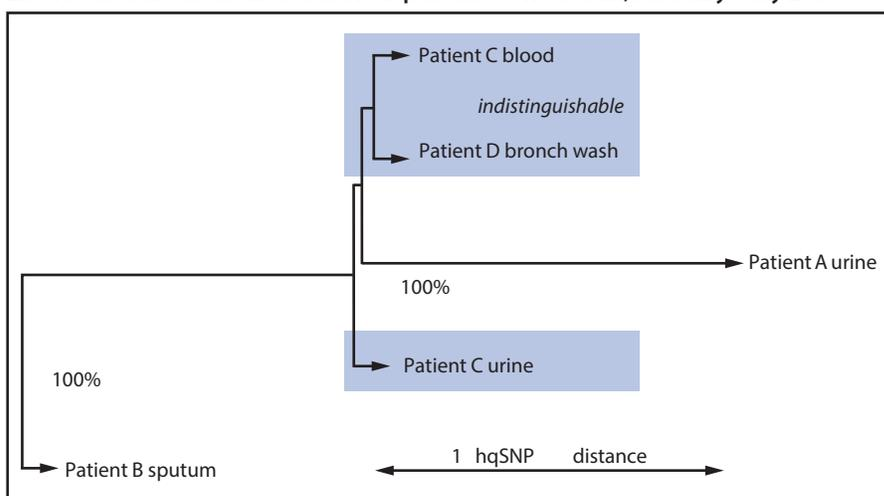 Patient C blood
indistinguishable
Patient D bronch wash
Patient A urine
100%
Patient C urine
100%
1 hqSNP distance
Patient B sputum